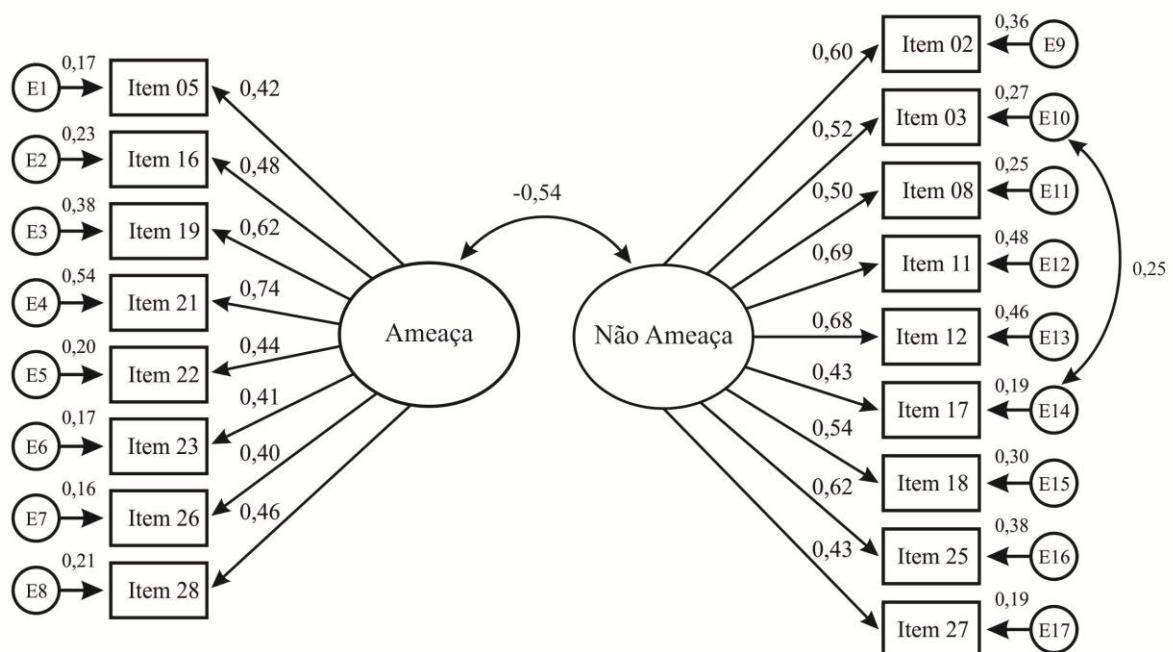 0,17
E1
Item 05
0,42
0,23
E2
Item 16
0,48
0,38
E3
Item 19
0,62
0,54
E4
Item 21
0,74
0,20
E5
Item 22
0,44
0,17
E6
Item 23
0,41
0,16
E7
Item 26
0,40
0,21
E8
Item 28
0,46
Ameaça
-0,54
Não Ameaça
0,60
Item 02
0,36
E9
0,52
Item 03
0,27
E10
0,50
Item 08
0,25
E11
0,69
Item 11
0,48
E12
0,25
0,68
Item 12
0,46
E13
0,43
Item 17
0,19
E14
0,54
Item 18
0,30
E15
0,62
Item 25
0,38
E16
0,43
Item 27
0,19
E17